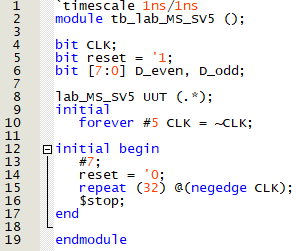 1 `timescale 1ns/1ns
2 module tb_lab_MS_SV5 ();
3
4 bit CLK;
5 bit reset = '1;
6 bit [7:0] D_even, D_odd;
7
8 lab_MS_SV5 UUT (.*);
9 initial
10 forever #5 CLK = ~CLK;
11
12 initial begin
13 #7;
14 reset = '0;
15 repeat (32) @(negedge CLK);
16 $stop;
17 end
18
19 endmodule